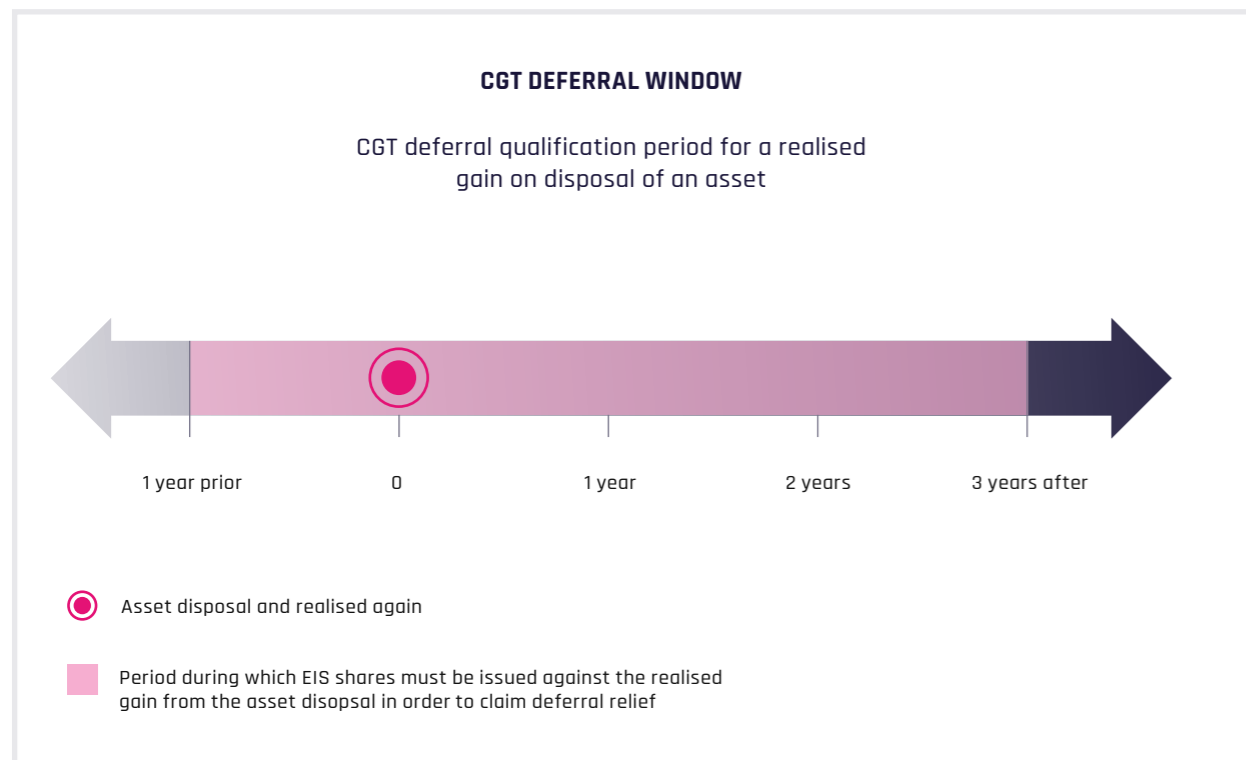 CGT DEFERRAL WINDOW
CGT deferral qualification period for a realised
gain on disposal of an asset
1 year prior
0
1 year
2 years
3 years after
Asset disposal and realised again
Period during which EIS shares must be issued against the realised
gain from the asset disopsal in order to claim deferral relief